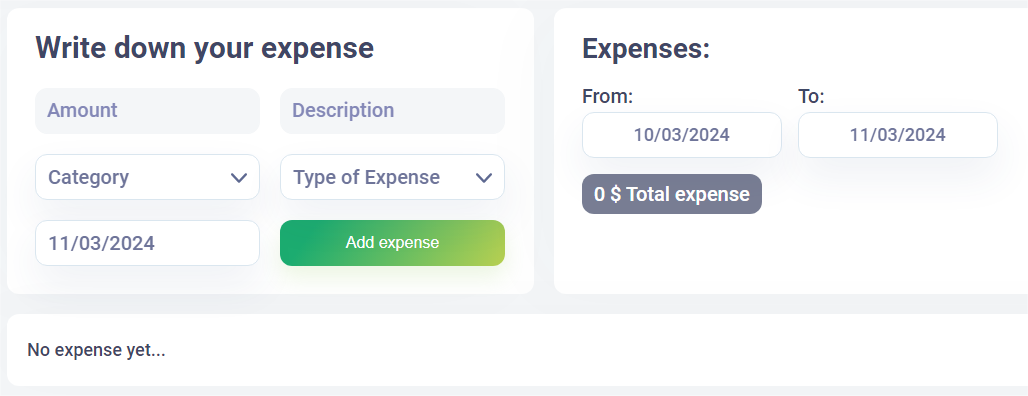 Write down your expense
Amount
Description
Category
Type of Expense
11/03/2024
Add expense
Expenses:
From:
To:
10/03/2024
11/03/2024
0 $ Total expense
No expense yet...